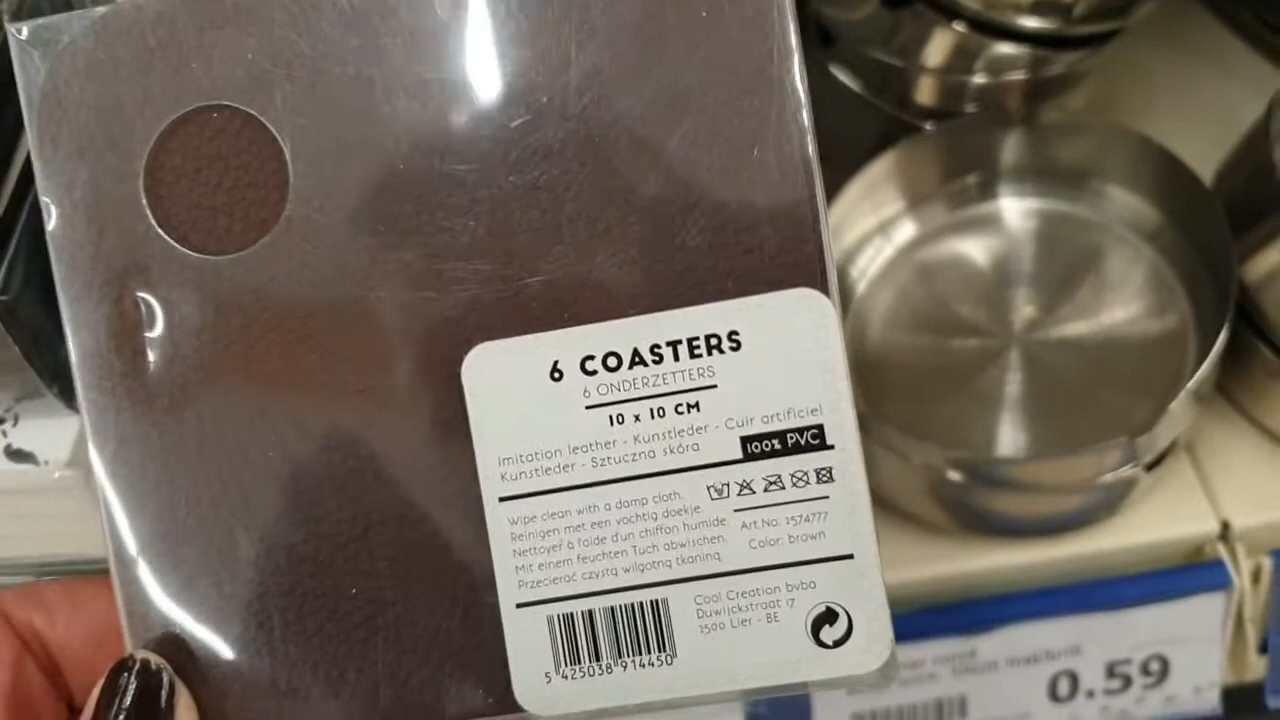 6 COASTERS
6 ONDERZETTERS
10 x 10 CM
Imitation leather - Kunstleder - Cuir artificiel
Kunstleder - Sztuczna skóra
100% PVC
Wipe clean with a damp cloth.
Reinigen met een vochtig doekje.
Nettoyer à l'aide d'un chiffon humide.
Mit einem feuchten Tuch abwischen.
Przecierać czystą wilgotną tkaniną
Art.No: 2574777
Color: brown
Cool Creation bvba
Duwijckstraat 17
2500 Lier - BE
5 425038 914450
0.59